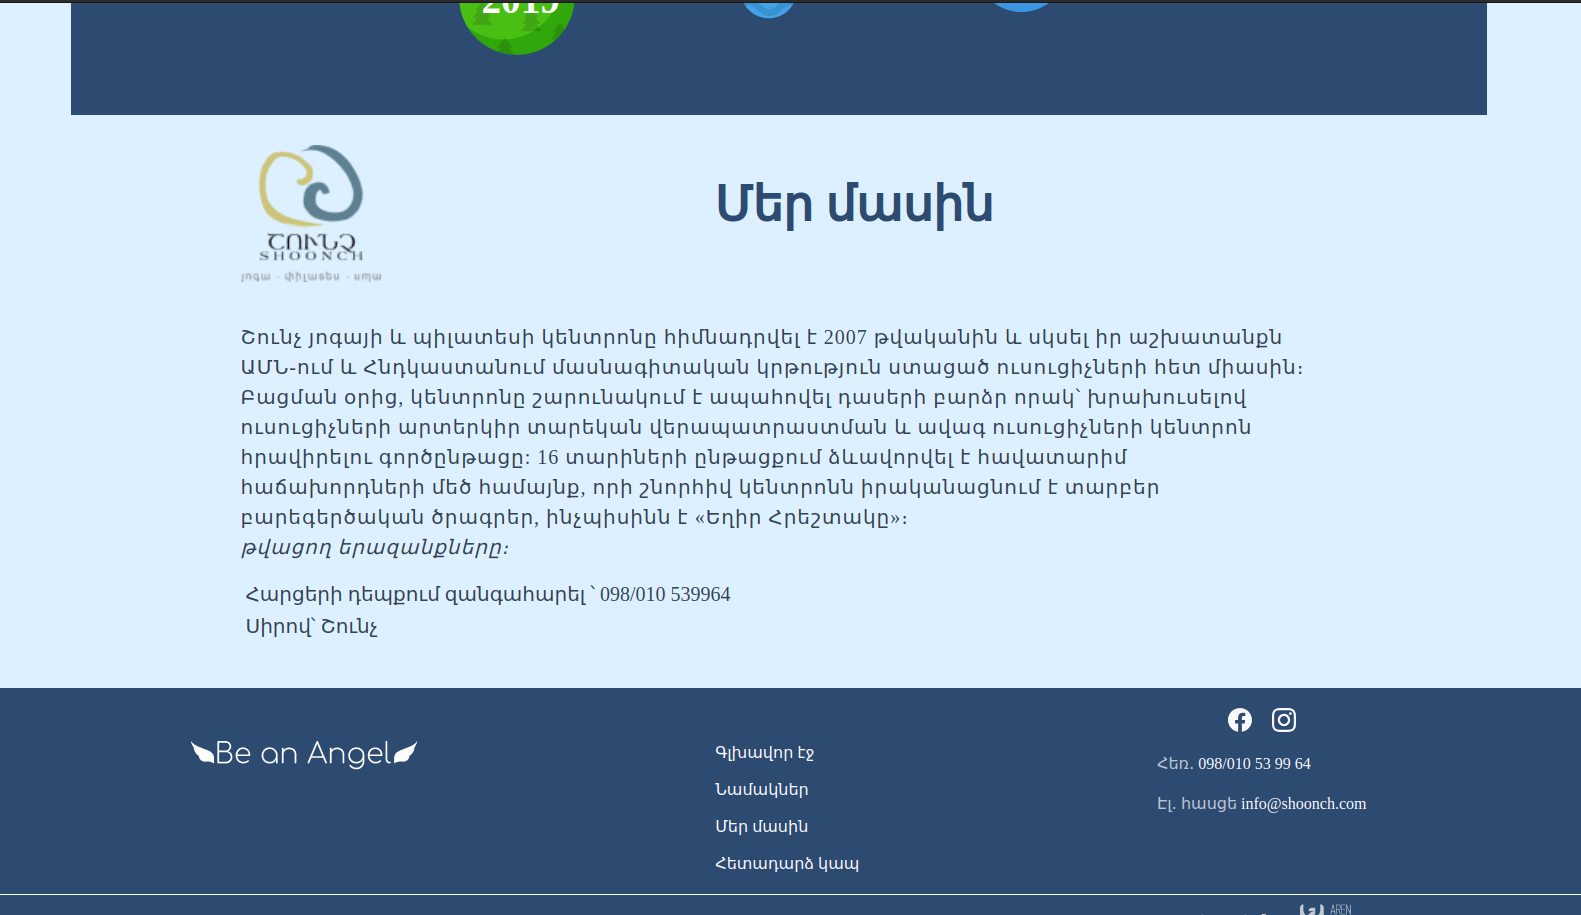 2019
ՇՈՒՆՉ
SHOONCH
յոգա · փիլատես · սպա
Մեր մասին
Շունչ յոգայի և պիլատեսի կենտրոնը հիմնադրվել է 2007 թվականին և սկսել իր աշխատանքն
ԱՄՆ-ում և Հնդկաստանում մասնագիտական կրթություն ստացած ուսուցիչների հետ միասին։
Բացման օրից, կենտրոնը շարունակում է ապահովել դասերի բարձր որակ՝ խրախուսելով
ուսուցիչների արտերկիր տարեկան վերապատրաստման և ավագ ուսուցիչների կենտրոն
հրավիրելու գործընթացը: 16 տարիների ընթացքում ձևավորվել է հավատարիմ
հաճախորդների մեծ համայնք, որի շնորհիվ կենտրոնն իրականացնում է տարբեր
բարեգերծական ծրագրեր, ինչպիսինն է «Եղիր Հրեշտակը»։
թվացող երազանքները։
Հարցերի դեպքում զանգահարել ՝ 098/010 539964
Սիրով՝ Շունչ
Be an Angel
Գլխավոր էջ
Նամակներ
Մեր մասին
Հետադարձ կապ
Հեռ. 098/010 53 99 64
Էլ. հասցե info@shoonch.com
AREN